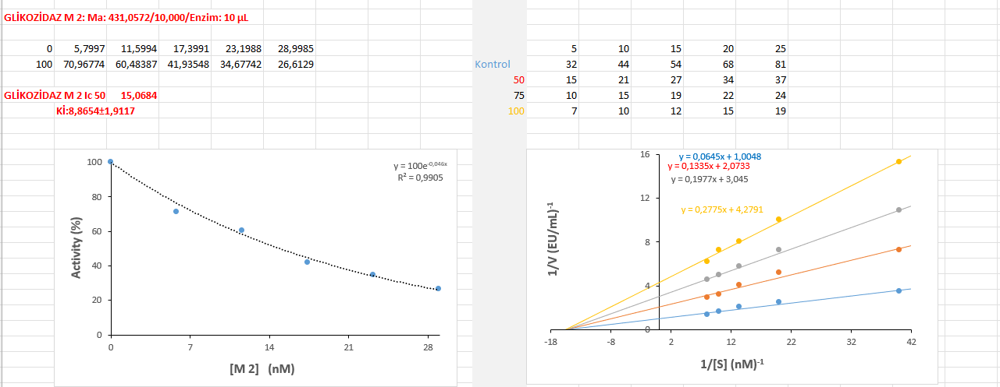 GLİKOZİDAZ M 2: Ma: 431,0572/10,000/Enzim: 10 µL
0 5,7997 11,5994 17,3991 23,1988 28,9985
100 70,96774 60,48387 41,93548 34,67742 26,6129
GLİKOZİDAZ M 2 Ic 50 15,0684
Kİ:8,8654±1,9117
5 10 15 20 25
Kontrol 32 44 54 68 81
50 15 21 27 34 37
75 10 15 19 22 24
100 7 10 12 15 19
y = 100e^-0,046x
R² = 0,9905
100
80
60
40
20
0
0 7 14 21 28
Activity (%)
[M 2] (nM)
y = 0,0645x + 1,0048
y = 0,1335x + 2,0733
y = 0,1977x + 3,045
y = 0,2775x + 4,2791
16
12
8
4
0
-18 -8 2 12 22 32 42
1/V (EU/mL)⁻¹
1/[S] (nM)⁻¹